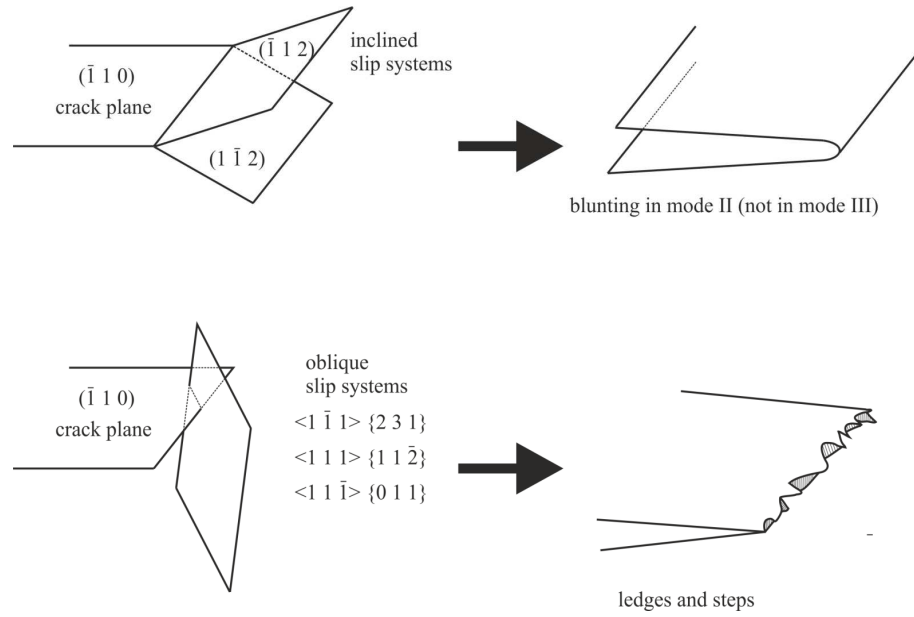 (1̄ 1 0)
crack plane
(1̄ 1 2)
(1 1̄ 2)
inclined
slip systems
blunting in mode II (not in mode III)
(1̄ 1 0)
crack plane
oblique
slip systems
<1 1̄ 1> {2 3 1}
<1 1 1> {1 1 2̄}
<1 1 1̄> {0 1 1}
ledges and steps